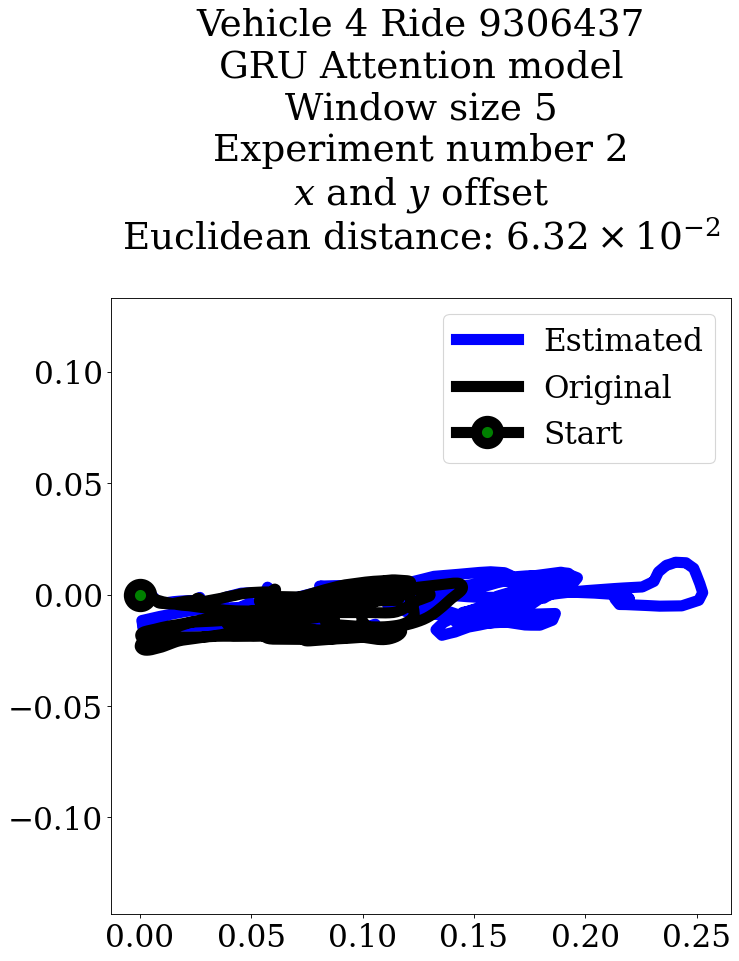 Vehicle 4 Ride 9306437
GRU Attention model
Window size 5
Experiment number 2
x and y offset
Euclidean distance: 6.32 × 10⁻²
Estimated
Original
Start
0.10
0.05
0.00
−0.05
−0.10
0.00 0.05 0.10 0.15 0.20 0.25